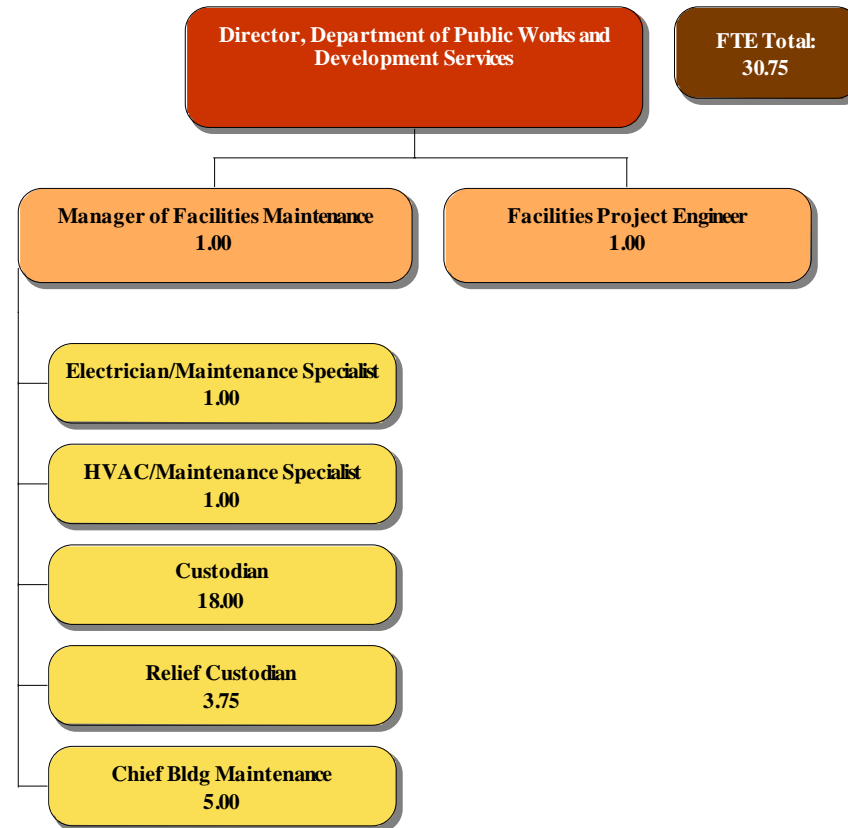 Director, Department of Public Works and
Development Services
FTE Total:
30.75
Manager of Facilities Maintenance
1.00
Facilities Project Engineer
1.00
Electrician/Maintenance Specialist
1.00
HVAC/Maintenance Specialist
1.00
Custodian
18.00
Relief Custodian
3.75
Chief Bldg Maintenance
5.00